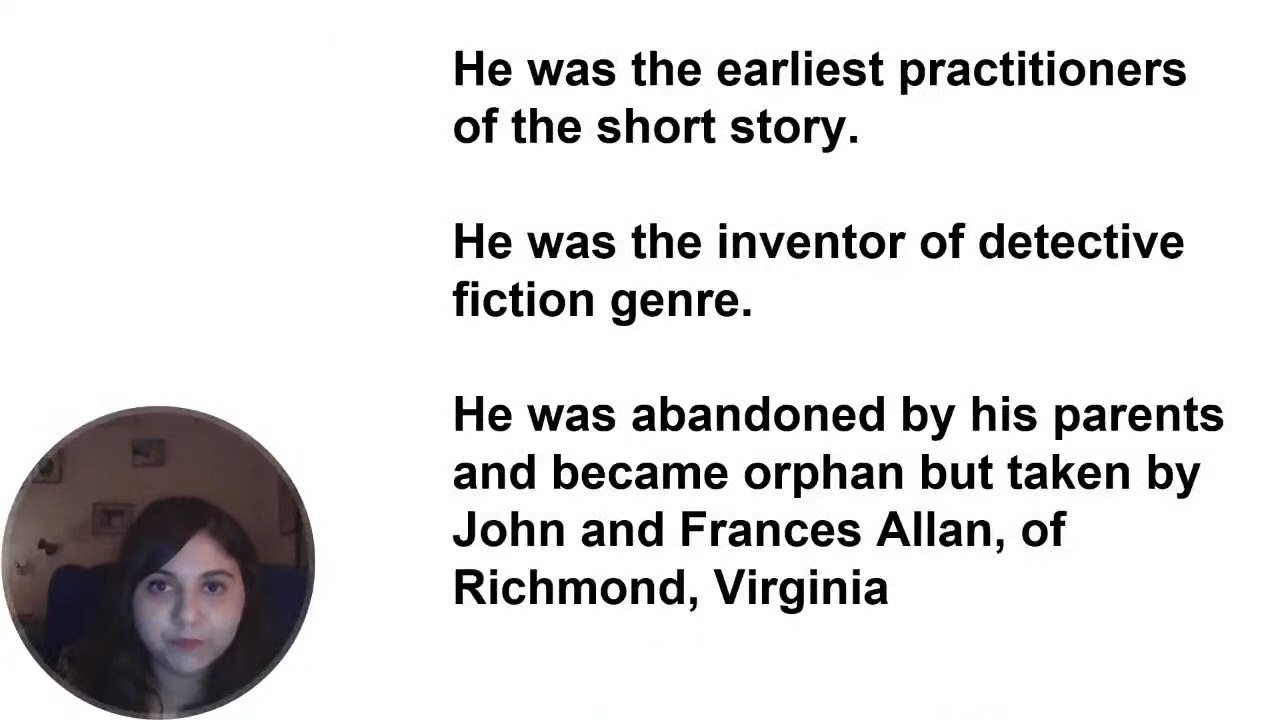 He was the earliest practitioners
of the short story.
He was the inventor of detective
fiction genre.
He was abandoned by his parents
and became orphan but taken by
John and Frances Allan, of
Richmond, Virginia